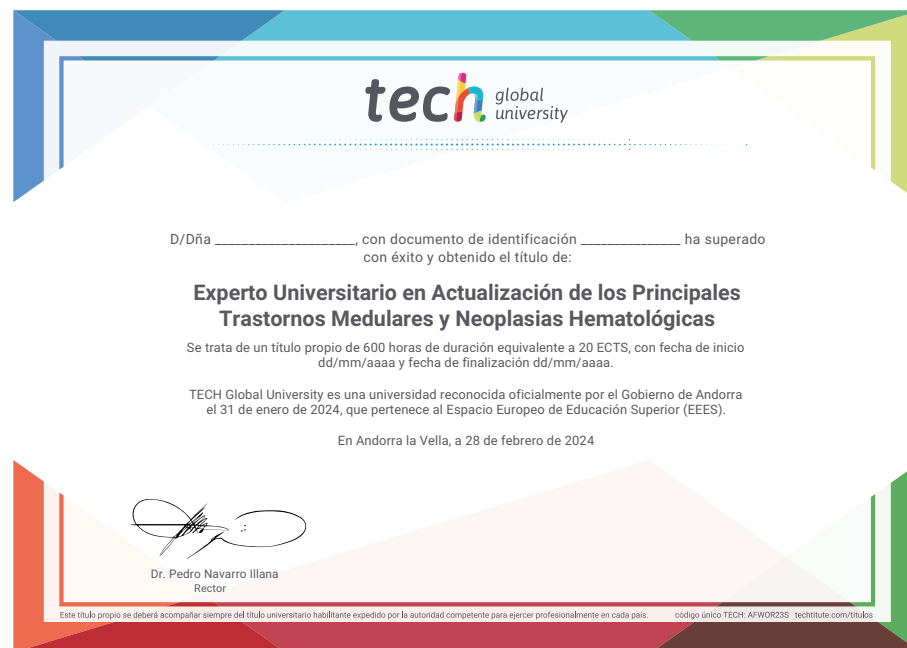 tech global university
D/Dña _____________________, con documento de identificación _______________ ha superado
con éxito y obtenido el título de:
Experto Universitario en Actualización de los Principales
Trastornos Medulares y Neoplasias Hematológicas
Se trata de un título propio de 600 horas de duración equivalente a 20 ECTS, con fecha de inicio
dd/mm/aaaa y fecha de finalización dd/mm/aaaa.
TECH Global University es una universidad reconocida oficialmente por el Gobierno de Andorra
el 31 de enero de 2024, que pertenece al Espacio Europeo de Educación Superior (EEES).
En Andorra la Vella, a 28 de febrero de 2024
Dr. Pedro Navarro Illana
Rector
Este título propio se deberá acompañar siempre del título universitario habilitante expedido por la autoridad competente para ejercer profesionalmente en cada país. código único TECH: AFWOR23S techtitute.com/titulos